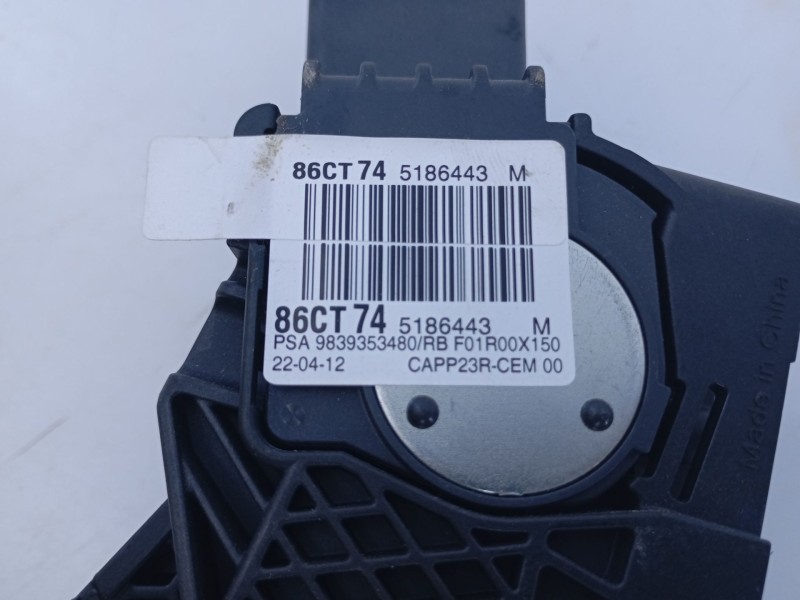 86CT 74 5186443 M
86CT 74 5186443 M
PSA 9839353480/RB F01R00X150
22-04-12 CAPP23R-CEM 00
Made in China